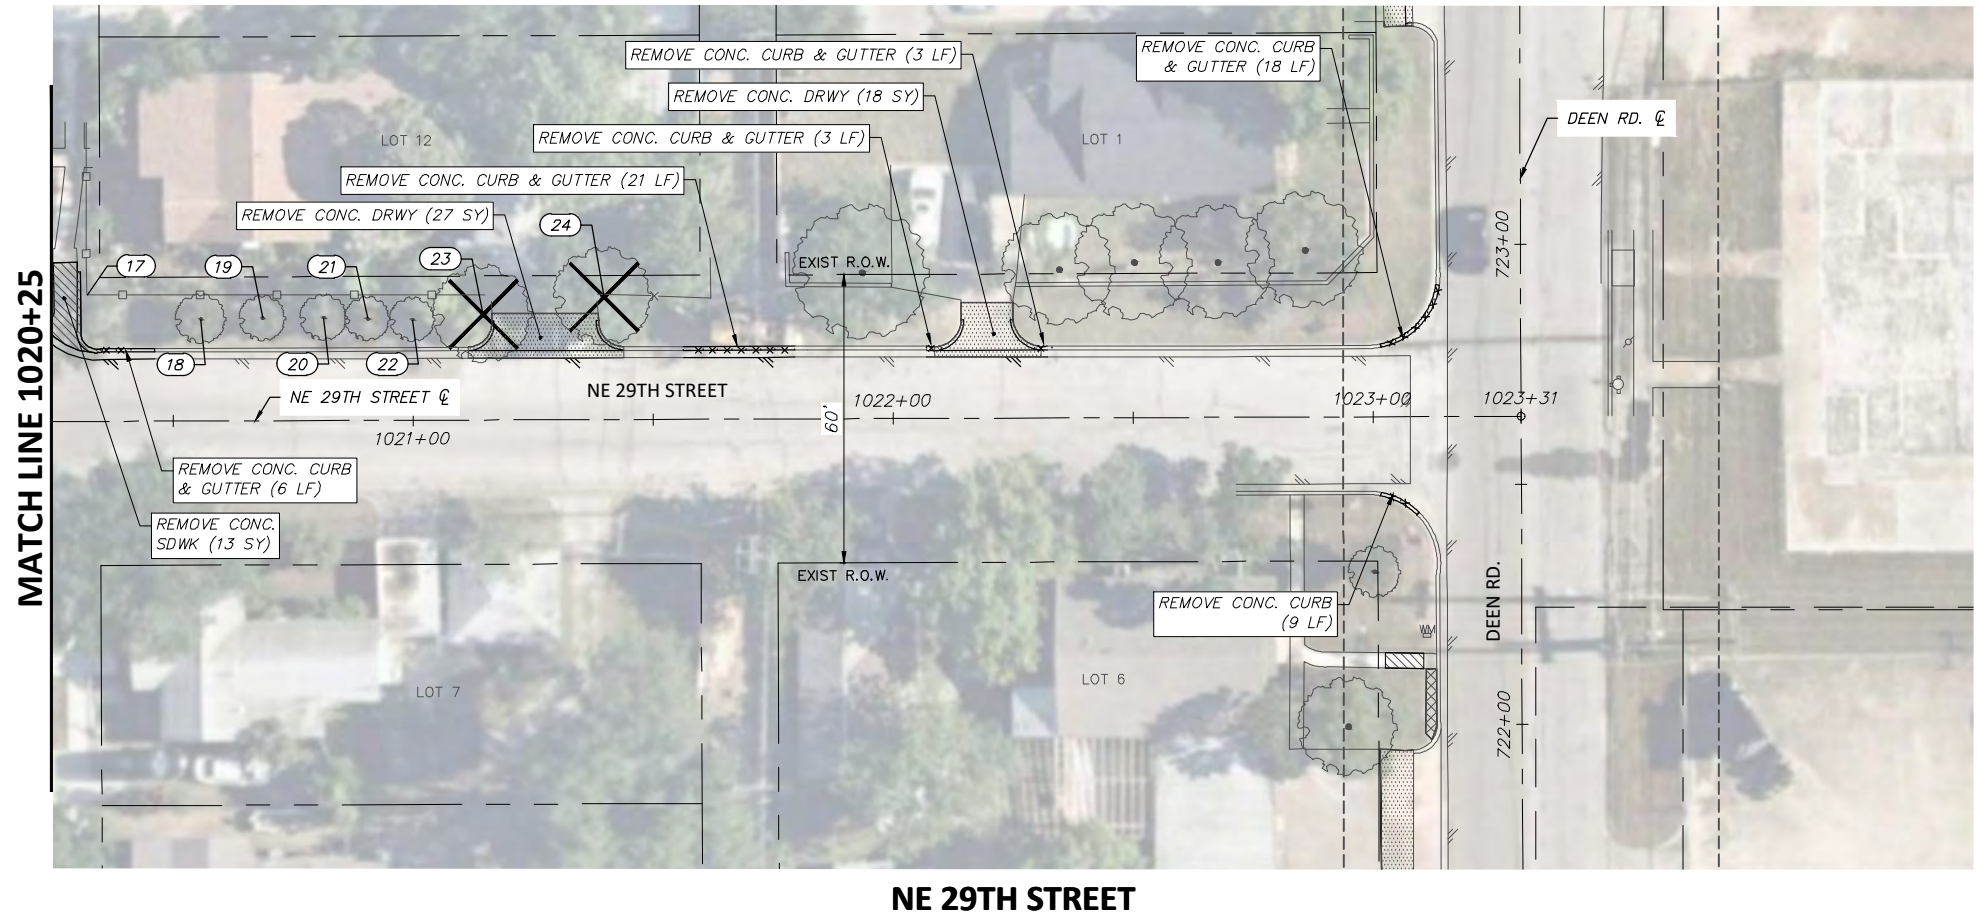 REMOVE CONC. CURB & GUTTER (3 LF)
REMOVE CONC. CURB
& GUTTER (18 LF)
REMOVE CONC. DRWY (18 SY)
DEEN RD. ℄
LOT 12
REMOVE CONC. CURB & GUTTER (3 LF)
LOT 1
REMOVE CONC. CURB & GUTTER (21 LF)
REMOVE CONC. DRWY (27 SY)
24
723+00
23
17
19
21
EXIST R.O.W.
18
20
22
NE 29TH STREET ℄
NE 29TH STREET
1022+00
1023+00
1023+31
60'
1021+00
MATCH LINE 1020+25
REMOVE CONC. CURB
& GUTTER (6 LF)
REMOVE CONC.
SDWK (13 SY)
EXIST R.O.W.
REMOVE CONC. CURB
(9 LF)
DEEN RD.
WM
LOT 7
LOT 6
722+00
NE 29TH STREET